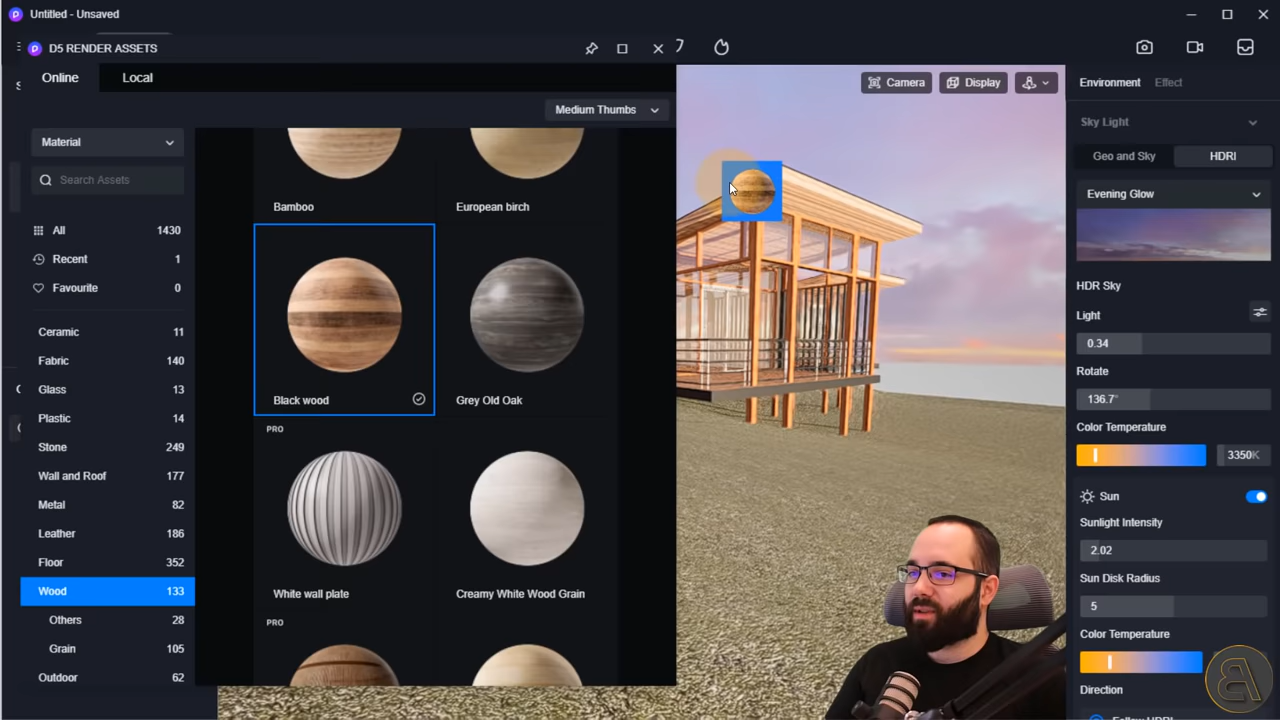 Untitled - Unsaved
D5 RENDER ASSETS
Online
Local
Medium Thumbs
Material
Search Assets
All 1430
Recent 1
Favourite 0
Ceramic 11
Fabric 140
Glass 13
Plastic 14
Stone 249
Wall and Roof 177
Metal 82
Leather 186
Floor 352
Wood 133
Others 28
Grain 105
Outdoor 62
Bamboo
European birch
Black wood
Grey Old Oak
PRO
White wall plate
Creamy White Wood Grain
PRO
Camera
Display
Environment
Effect
Sky Light
Geo and Sky
HDRI
Evening Glow
HDR Sky
Light
0.34
Rotate
136.7°
Color Temperature
3350K
Sun
Sunlight Intensity
2.02
Sun Disk Radius
5
Color Temperature
Direction
Follow HDRI